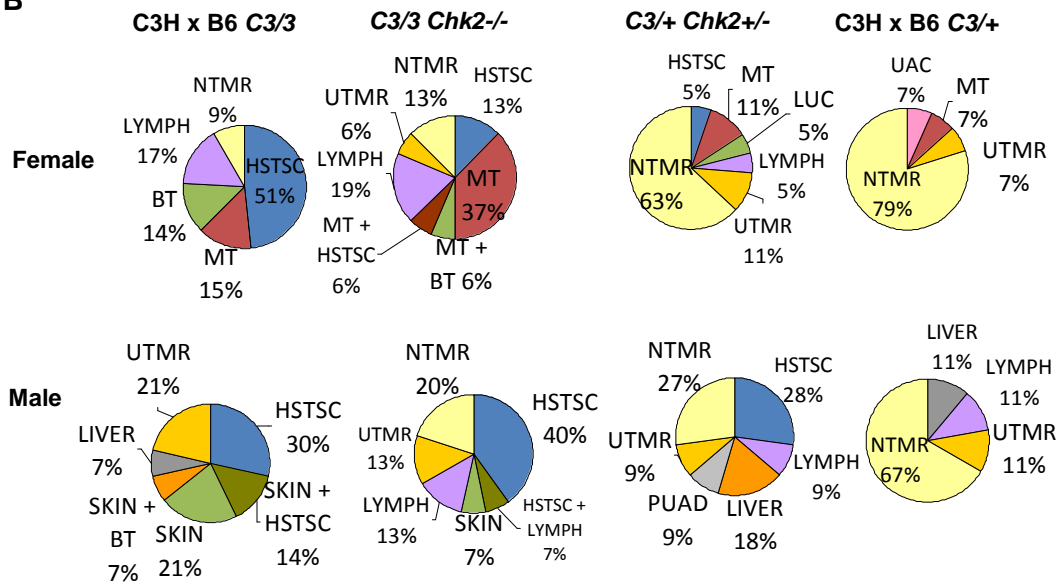 B
C3H x B6 C3/3
C3/3 Chk2-/-
C3/+ Chk2+/-
C3H x B6 C3/+
Female
NTMR
9%
LYMPH
17%
BT
14%
MT
15%
HSTSC
51%
NTMR
13%
HSTSC
13%
UTMR
6%
LYMPH
19%
MT +
HSTSC
6%
MT +
BT 6%
MT
37%
HSTSC
5%
MT
11%
LUC
5%
LYMPH
5%
UTMR
11%
NTMR
63%
UAC
7%
MT
7%
UTMR
7%
NTMR
79%
Male
UTMR
21%
HSTSC
30%
LIVER
7%
SKIN +
BT
7%
SKIN
21%
SKIN +
HSTSC
14%
NTMR
20%
HSTSC
40%
UTMR
13%
LYMPH
13%
SKIN
7%
HSTSC +
LYMPH
7%
NTMR
27%
HSTSC
28%
UTMR
9%
PUAD
9%
LIVER
18%
LYMPH
9%
LIVER
11%
LYMPH
11%
UTMR
11%
NTMR
67%